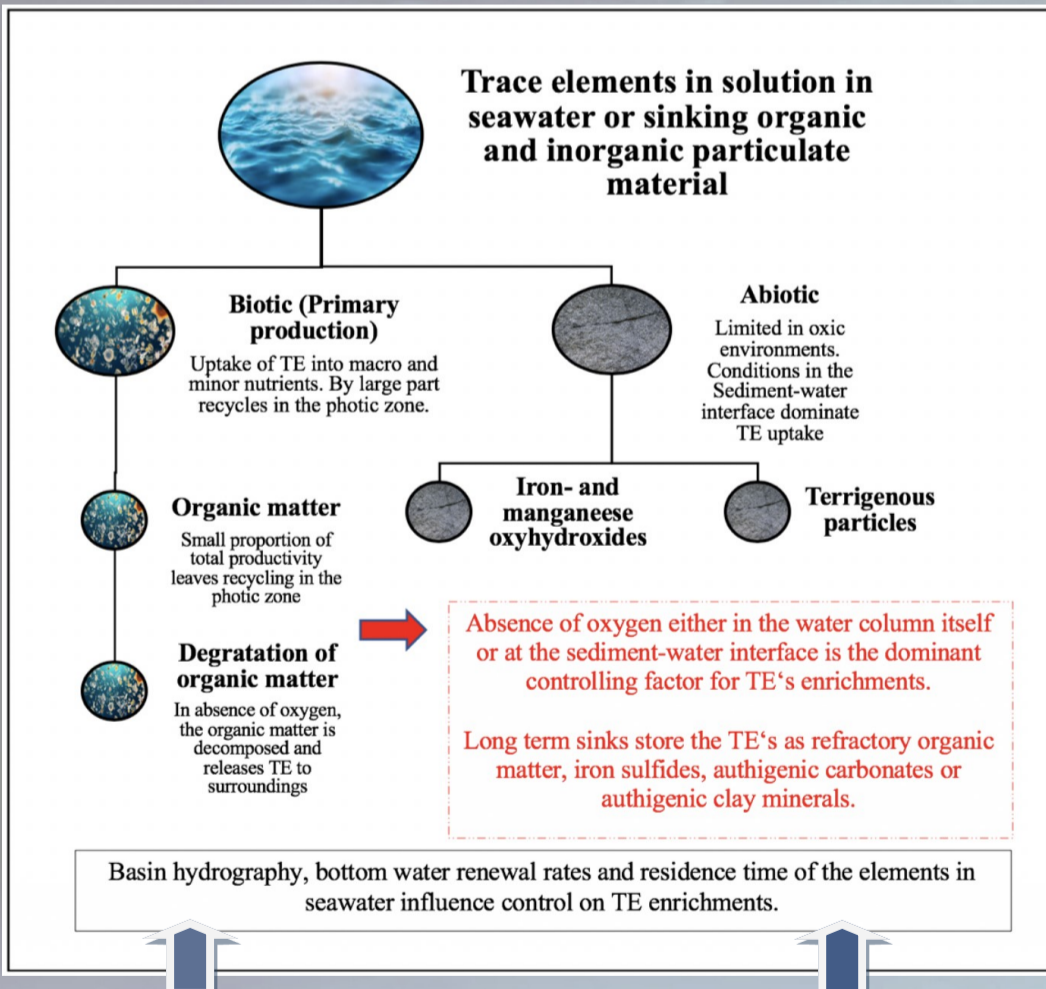 Trace elements in solution in
seawater or sinking organic
and inorganic particulate
material
Biotic (Primary
production)
Uptake of TE into macro and
minor nutrients. By large part
recycles in the photic zone.
Abiotic
Limited in oxic
environments.
Conditions in the
Sediment-water
interface dominate
TE uptake
Organic matter
Small proportion of
total productivity
leaves recycling in the
photic zone
Iron- and
manganeese
oxyhydroxides
Terrigenous
particles
Degratation of
organic matter
In absence of oxygen,
the organic matter is
decomposed and
releases TE to
surroundings
Absence of oxygen either in the water column itself
or at the sediment-water interface is the dominant
controlling factor for TE‘s enrichments.
Long term sinks store the TE‘s as refractory organic
matter, iron sulfides, authigenic carbonates or
authigenic clay minerals.
Basin hydrography, bottom water renewal rates and residence time of the elements in
seawater influence control on TE enrichments.